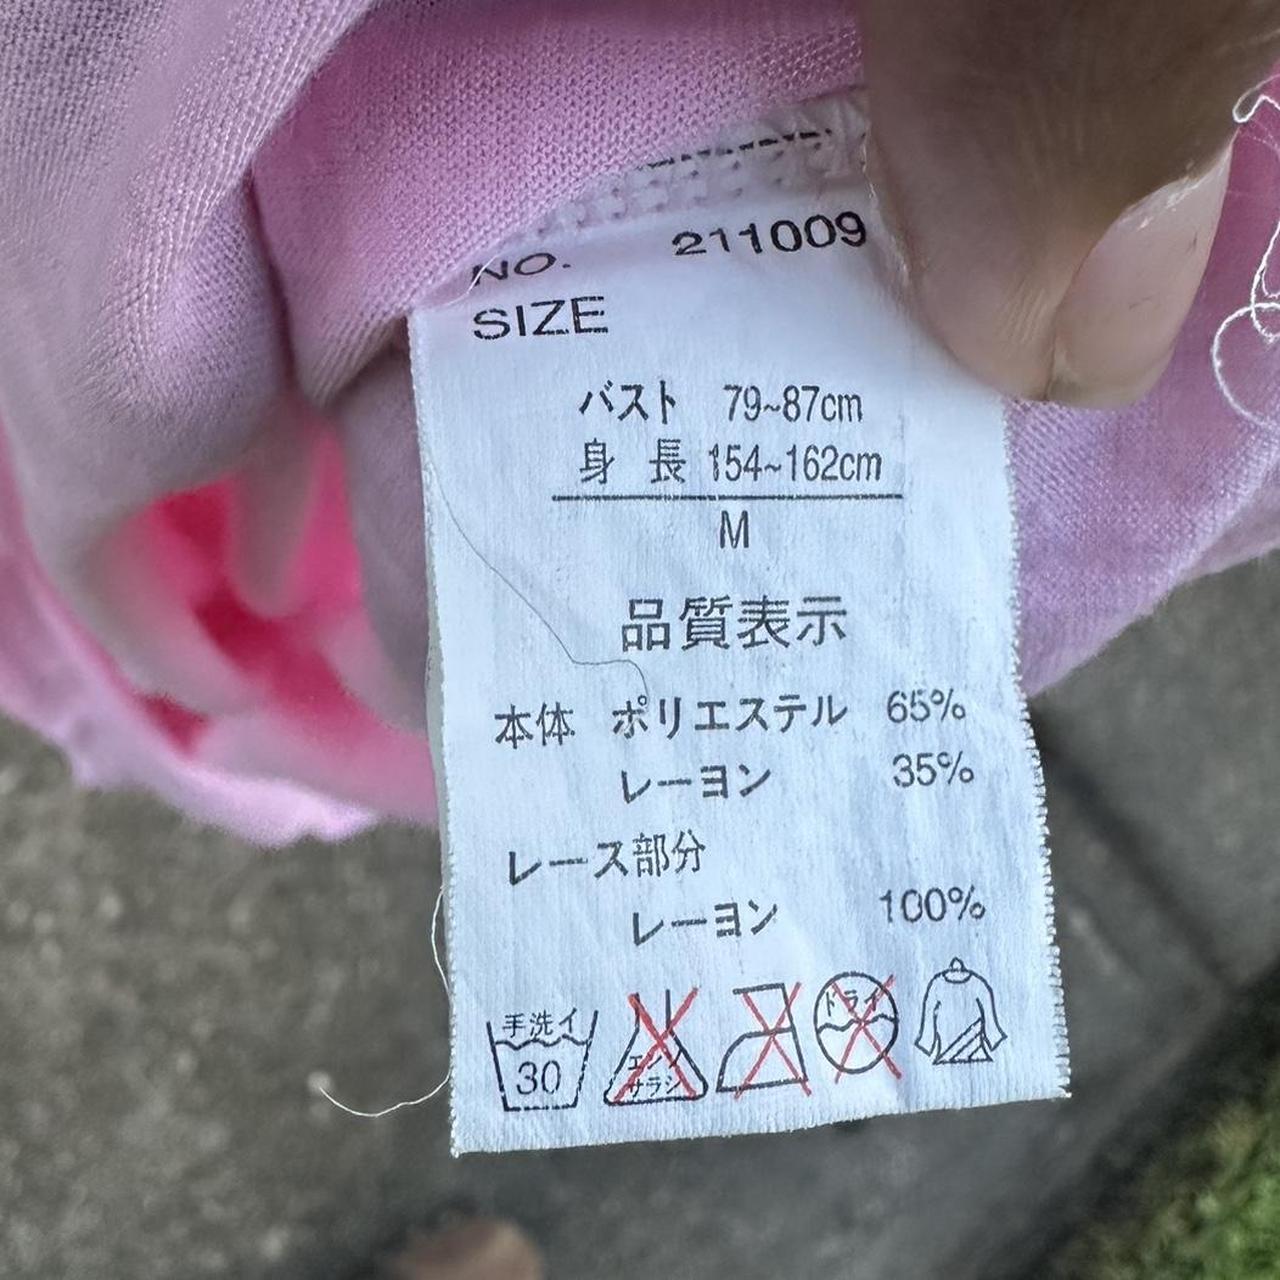 NO. 211009
SIZE
バスト 79~87cm
身 長 154~162cm
M
品質表示
本体 ポリエステル 65%
レーヨン 35%
レース部分
レーヨン 100%
手洗イ
30
エンソ
サラシ
ドライ